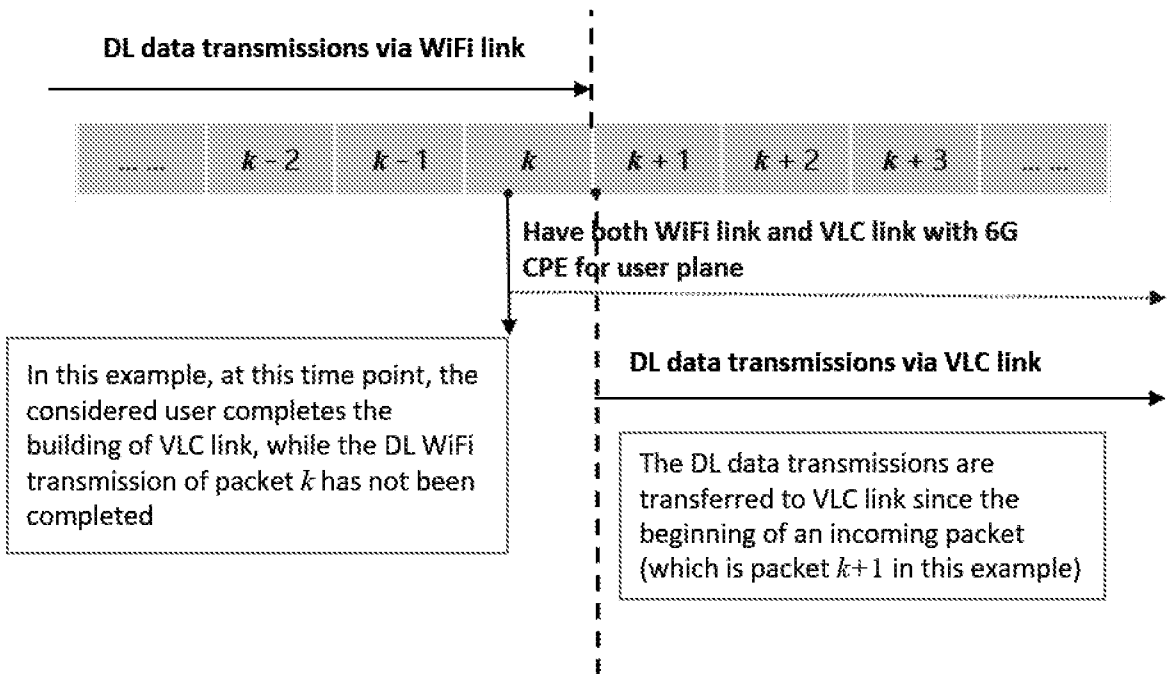 DL data transmissions via WiFi link
... ... k - 2 k - 1 k k + 1 k + 2 k + 3 ... ...
Have both WiFi link and VLC link with 6G
CPE for user plane
In this example, at this time point, the
considered user completes the
building of VLC link, while the DL WiFi
transmission of packet k has not been
completed
DL data transmissions via VLC link
The DL data transmissions are
transferred to VLC link since the
beginning of an incoming packet
(which is packet k+1 in this example)